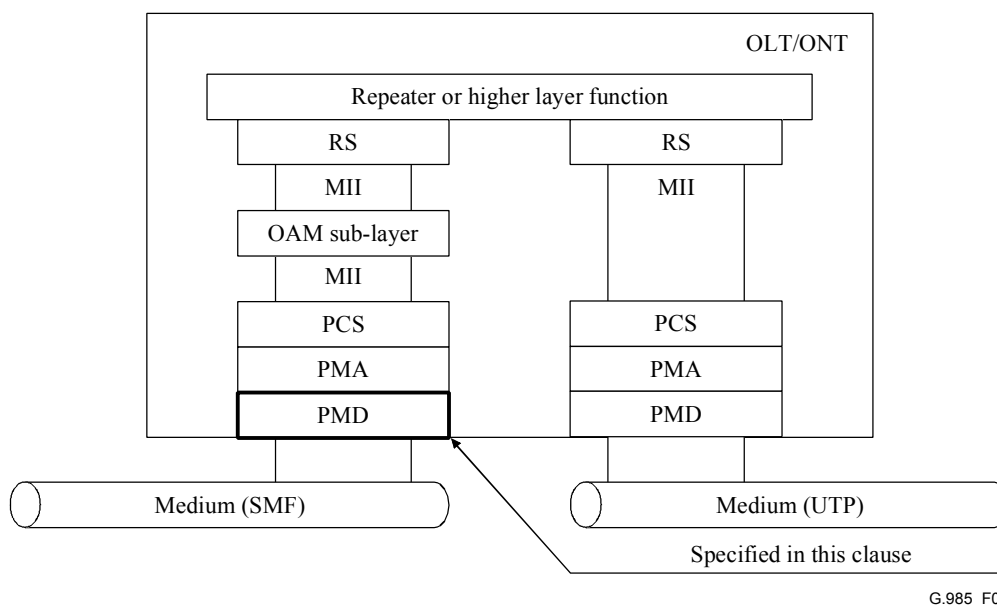 OLT/ONT
Repeater or higher layer function
RS
RS
MII
MII
OAM sub-layer
MII
PCS
PCS
PMA
PMA
PMD
PMD
Medium (SMF)
Medium (UTP)
Specified in this clause
G.985_F0